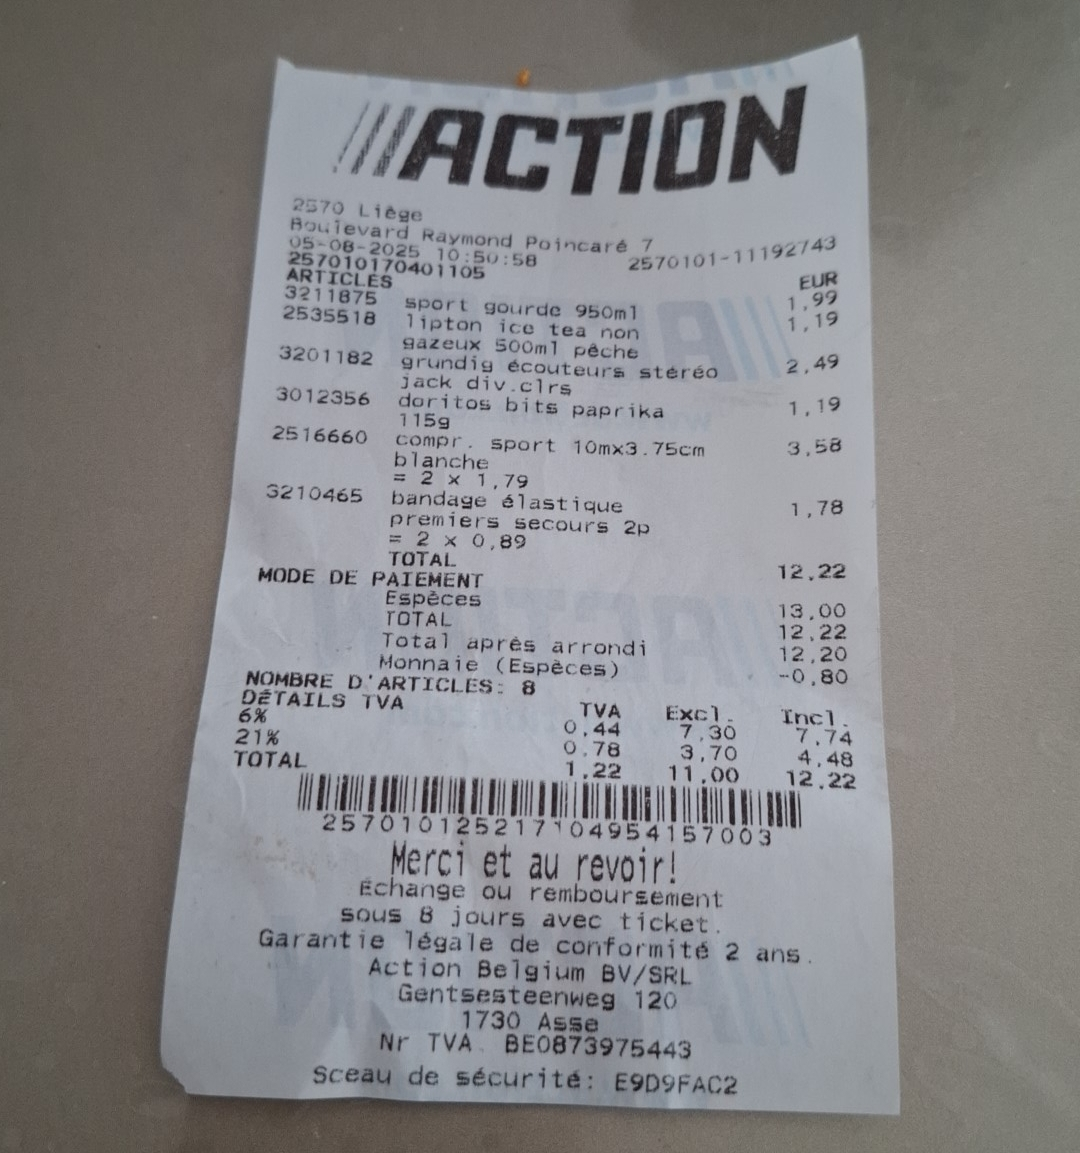 ///ACTION
2570 Liège
Boulevard Raymond Poincaré 7
05-08-2025 10:50:58 2570101-11192743
257010170401105
ARTICLES EUR
3211875 sport gourde 950ml 1,99
2535518 lipton ice tea non 1,19
gazeux 500ml pêche
3201182 grundig écouteurs stéréo 2,49
jack div.clrs
3012356 doritos bits paprika 1,19
115g
2516660 compr. sport 10mx3.75cm 3,58
blanche
= 2 x 1,79
3210465 bandage élastique 1,78
premiers secours 2p
= 2 x 0,89
TOTAL 12,22
MODE DE PAIEMENT
Espèces 13,00
TOTAL 12,22
Total après arrondi 12,20
Monnaie (Espèces) -0,80
NOMBRE D'ARTICLES: 8
DÉTAILS TVA TVA Excl. Incl.
6% 0,44 7,30 7,74
21% 0,78 3,70 4,48
TOTAL 1,22 11,00 12,22
257010125217104954157003
Merci et au revoir!
Échange ou remboursement
sous 8 jours avec ticket.
Garantie légale de conformité 2 ans.
Action Belgium BV/SRL
Gentsesteenweg 120
1730 Asse
Nr TVA. BE0873975443
Sceau de sécurité: E9D9FAC2